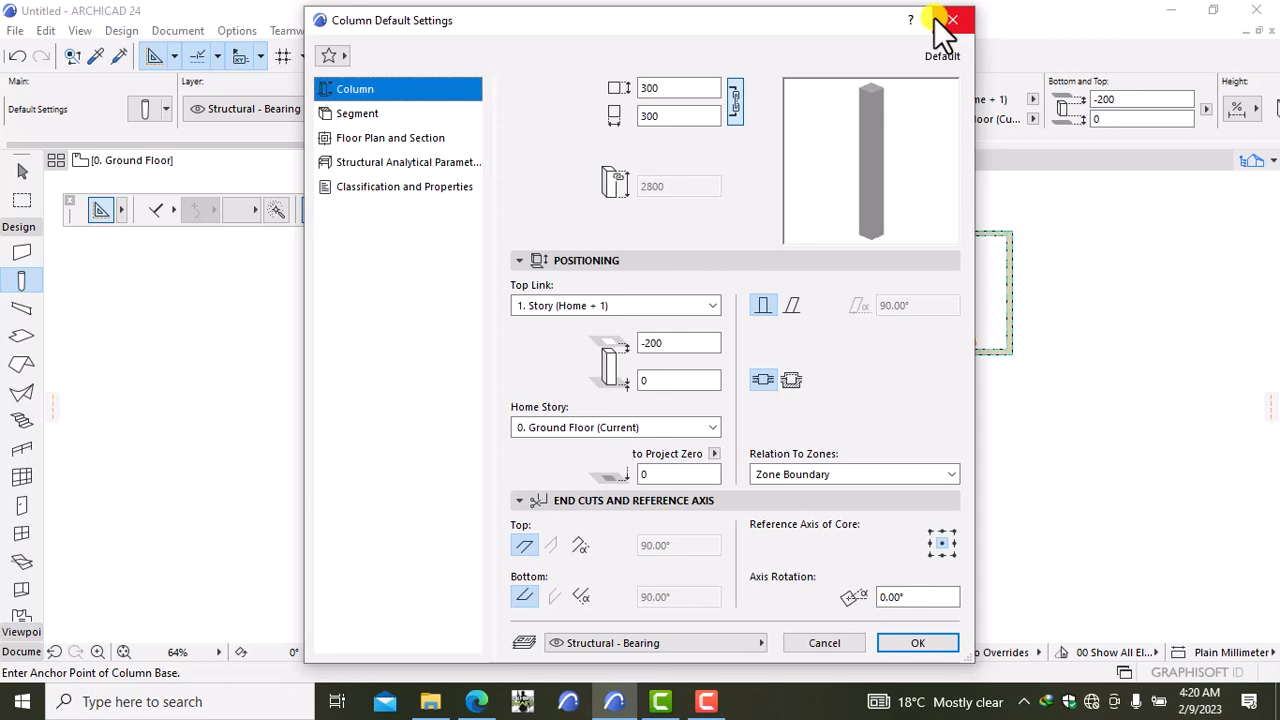 Untitled - ARCHICAD 24
File Edit View Design Document Options Teamw
Column Default Settings
?
Default
Main:
Layer:
Bottom and Top:
Height:
Default Settings
Structural - Bearing
e + 1)
-200
or (Cu...
0
[0. Ground Floor]
Column
Segment
Floor Plan and Section
Structural Analytical Paramet...
Classification and Properties
300
300
2800
POSITIONING
Top Link:
1. Story (Home + 1)
90.00°
-200
0
Home Story:
0. Ground Floor (Current)
to Project Zero
Relation To Zones:
0
Zone Boundary
END CUTS AND REFERENCE AXIS
Top:
Reference Axis of Core:
90.00°
Bottom:
Axis Rotation:
90.00°
0.00°
Structural - Bearing
Cancel
OK
Design
Viewpoi
Docume
64%
0°
Overrides
00 Show All El...
Plain Millimeter
Enter Anchor Point of Column Base.
GRAPHISOFT ID
Type here to search
18°C Mostly clear
4:20 AM
2/9/2023